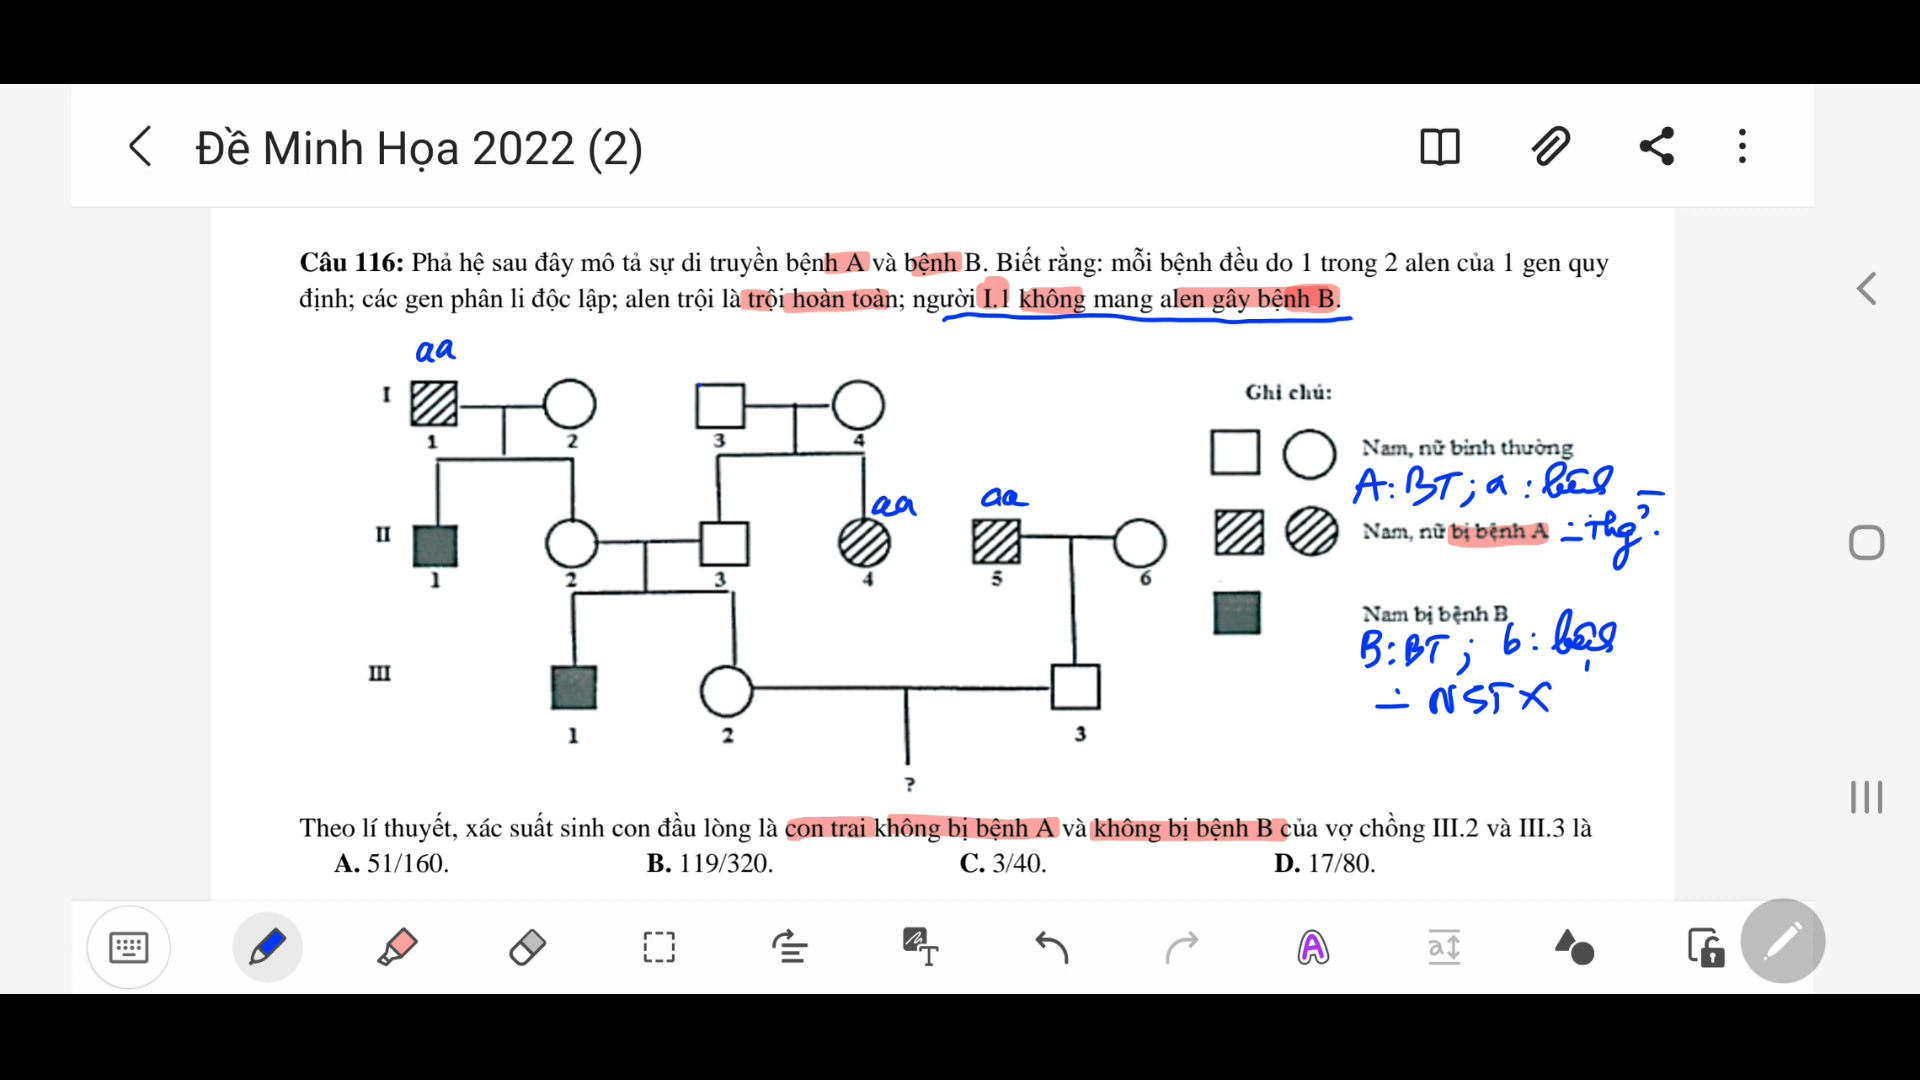 Đề Minh Họa 2022 (2)
Câu 116: Phả hệ sau đây mô tả sự di truyền bệnh A và bệnh B. Biết rằng: mỗi bệnh đều do 1 trong 2 alen của 1 gen quy
định; các gen phân li độc lập; alen trội là trội hoàn toàn; người I.1 không mang alen gây bệnh B.
aa
I
1
2
3
4
Ghi chú:
Nam, nữ bình thường
A: BT; a: bệnh
aa
aa
Nam, nữ bị bệnh A
II
1
2
3
4
5
6
Nam bị bệnh B
B: BT; b: bệnh
NST X
III
1
2
3
?
Theo lí thuyết, xác suất sinh con đầu lòng là con trai không bị bệnh A và không bị bệnh B của vợ chồng III.2 và III.3 là
A. 51/160. B. 119/320. C. 3/40. D. 17/80.